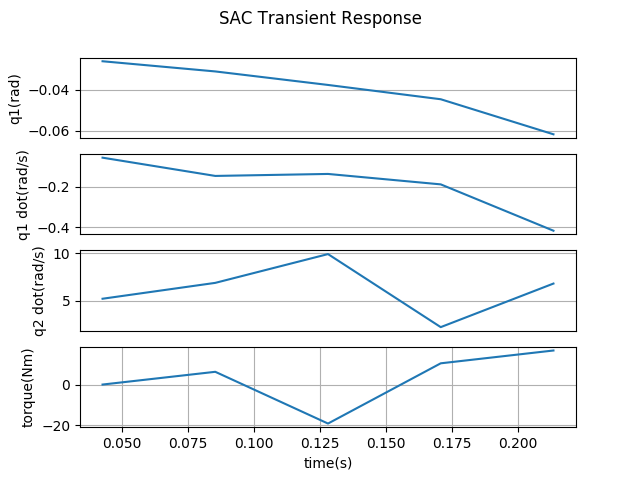 SAC Transient Response
q1(rad)
−0.04
−0.06
q1 dot(rad/s)
−0.2
−0.4
q2 dot(rad/s)
10
5
torque(Nm)
0
−20
0.050 0.075 0.100 0.125 0.150 0.175 0.200
time(s)